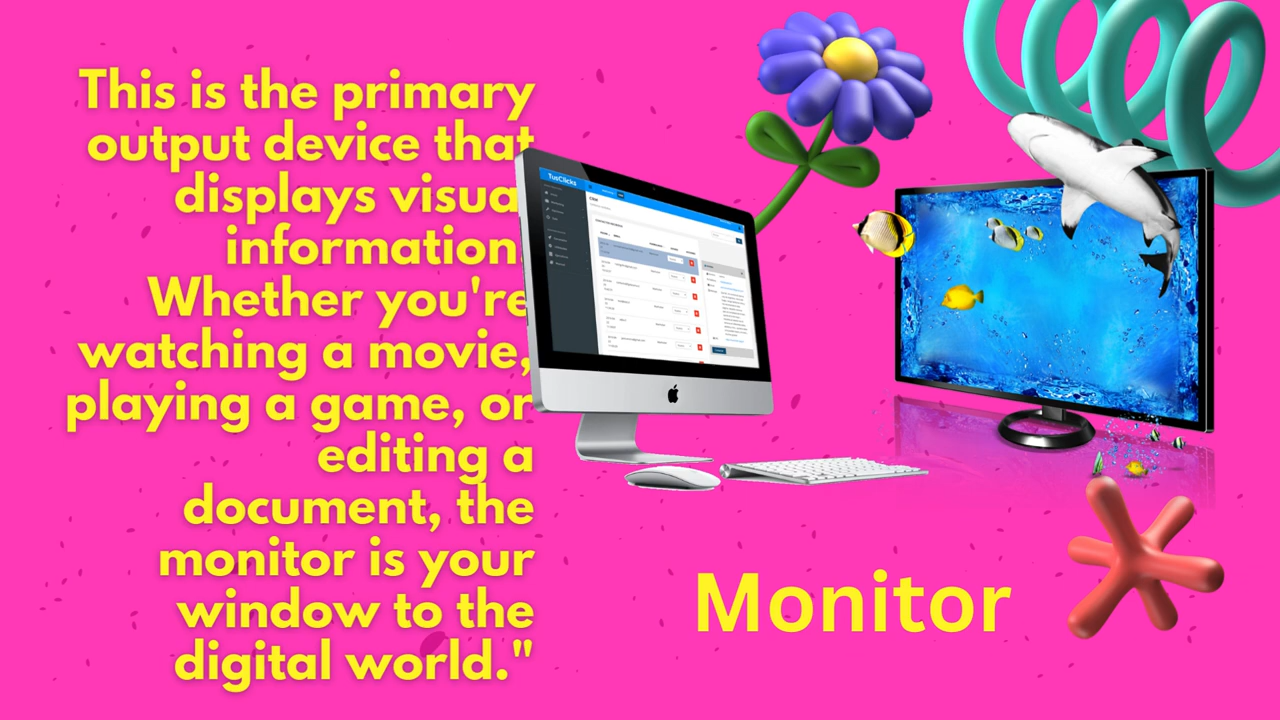 This is the primary
output device that
displays visual
information.
Whether you're
watching a movie,
playing a game, or
editing a
document, the
monitor is your
window to the
digital world."
TusClicks
Monitor